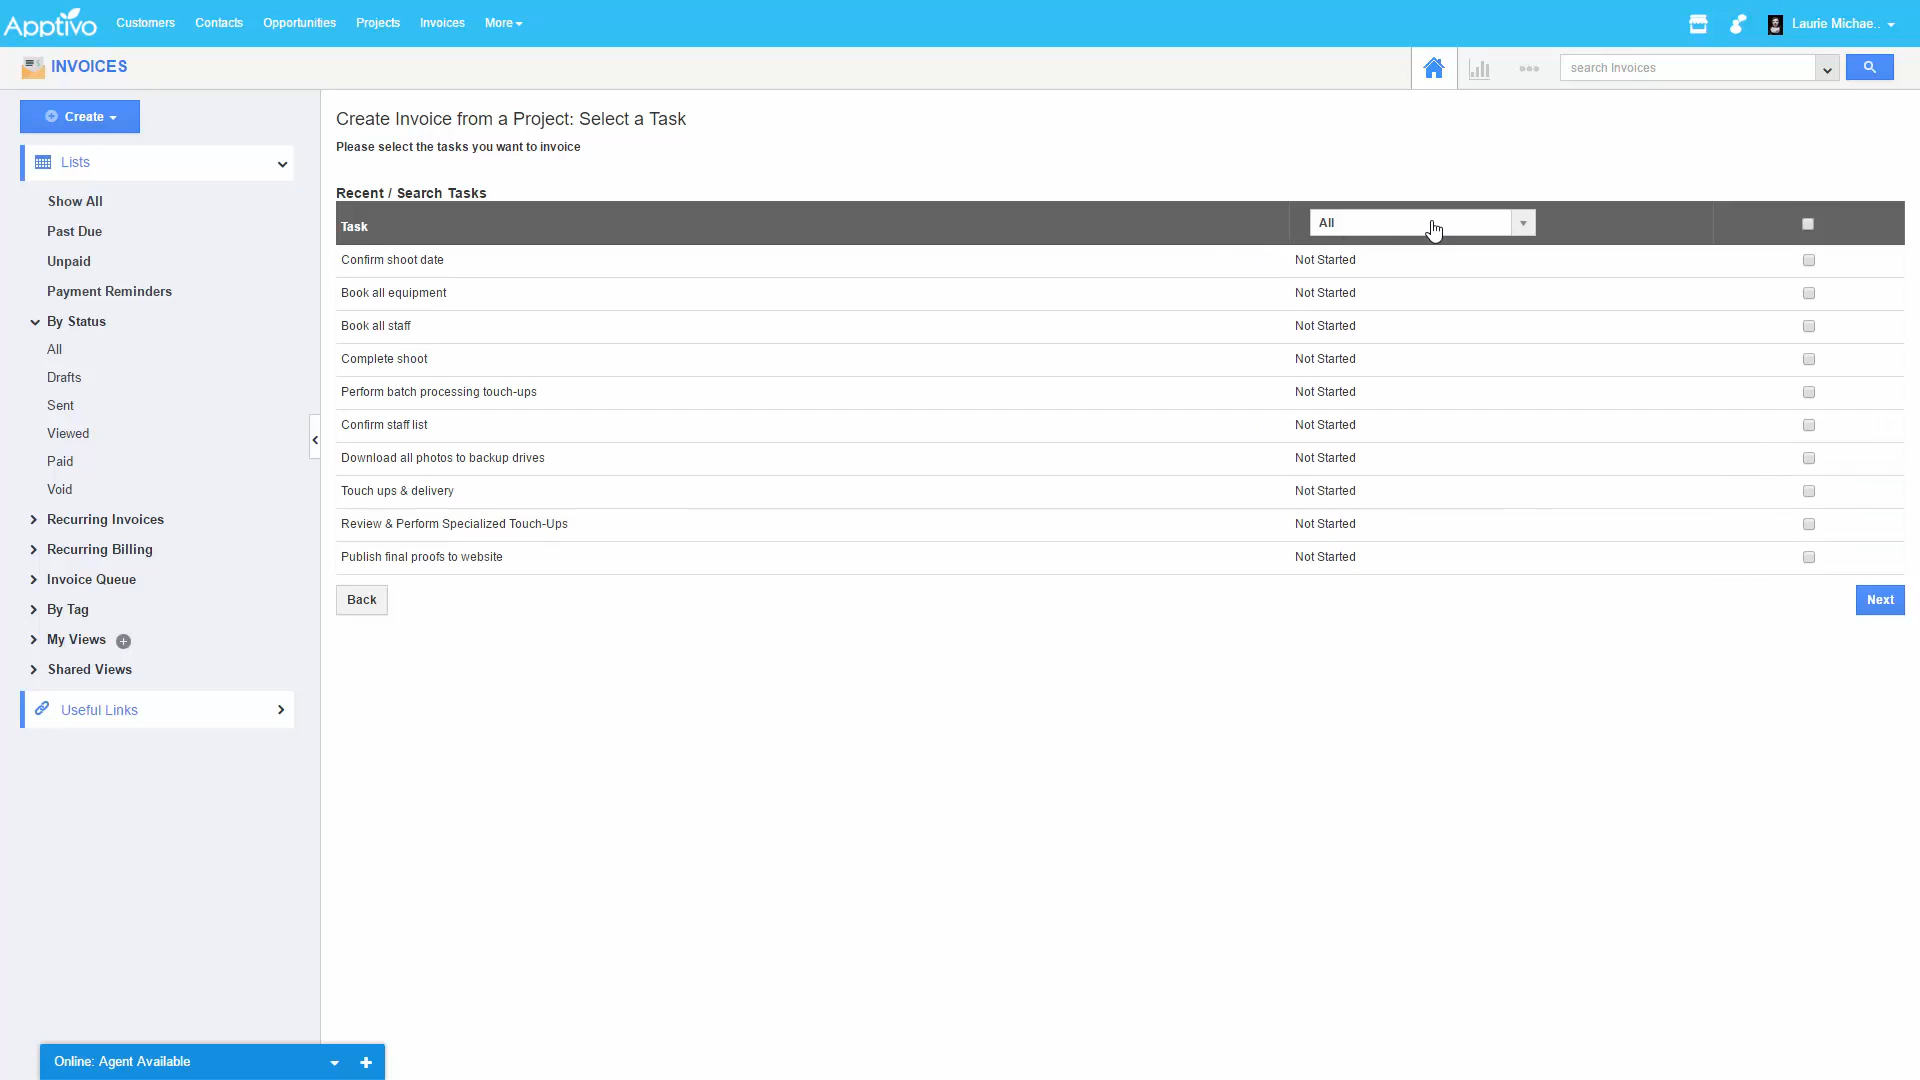 Apptivo
Customers Contacts Opportunities Projects Invoices More
Laurie Michae..
INVOICES
search Invoices
Create
Lists
Show All
Past Due
Unpaid
Payment Reminders
By Status
All
Drafts
Sent
Viewed
Paid
Void
Recurring Invoices
Recurring Billing
Invoice Queue
By Tag
My Views
Shared Views
Useful Links
Create Invoice from a Project: Select a Task
Please select the tasks you want to invoice
Recent / Search Tasks
Task All
Confirm shoot date Not Started
Book all equipment Not Started
Book all staff Not Started
Complete shoot Not Started
Perform batch processing touch-ups Not Started
Confirm staff list Not Started
Download all photos to backup drives Not Started
Touch ups & delivery Not Started
Review & Perform Specialized Touch-Ups Not Started
Publish final proofs to website Not Started
Back Next
Online: Agent Available